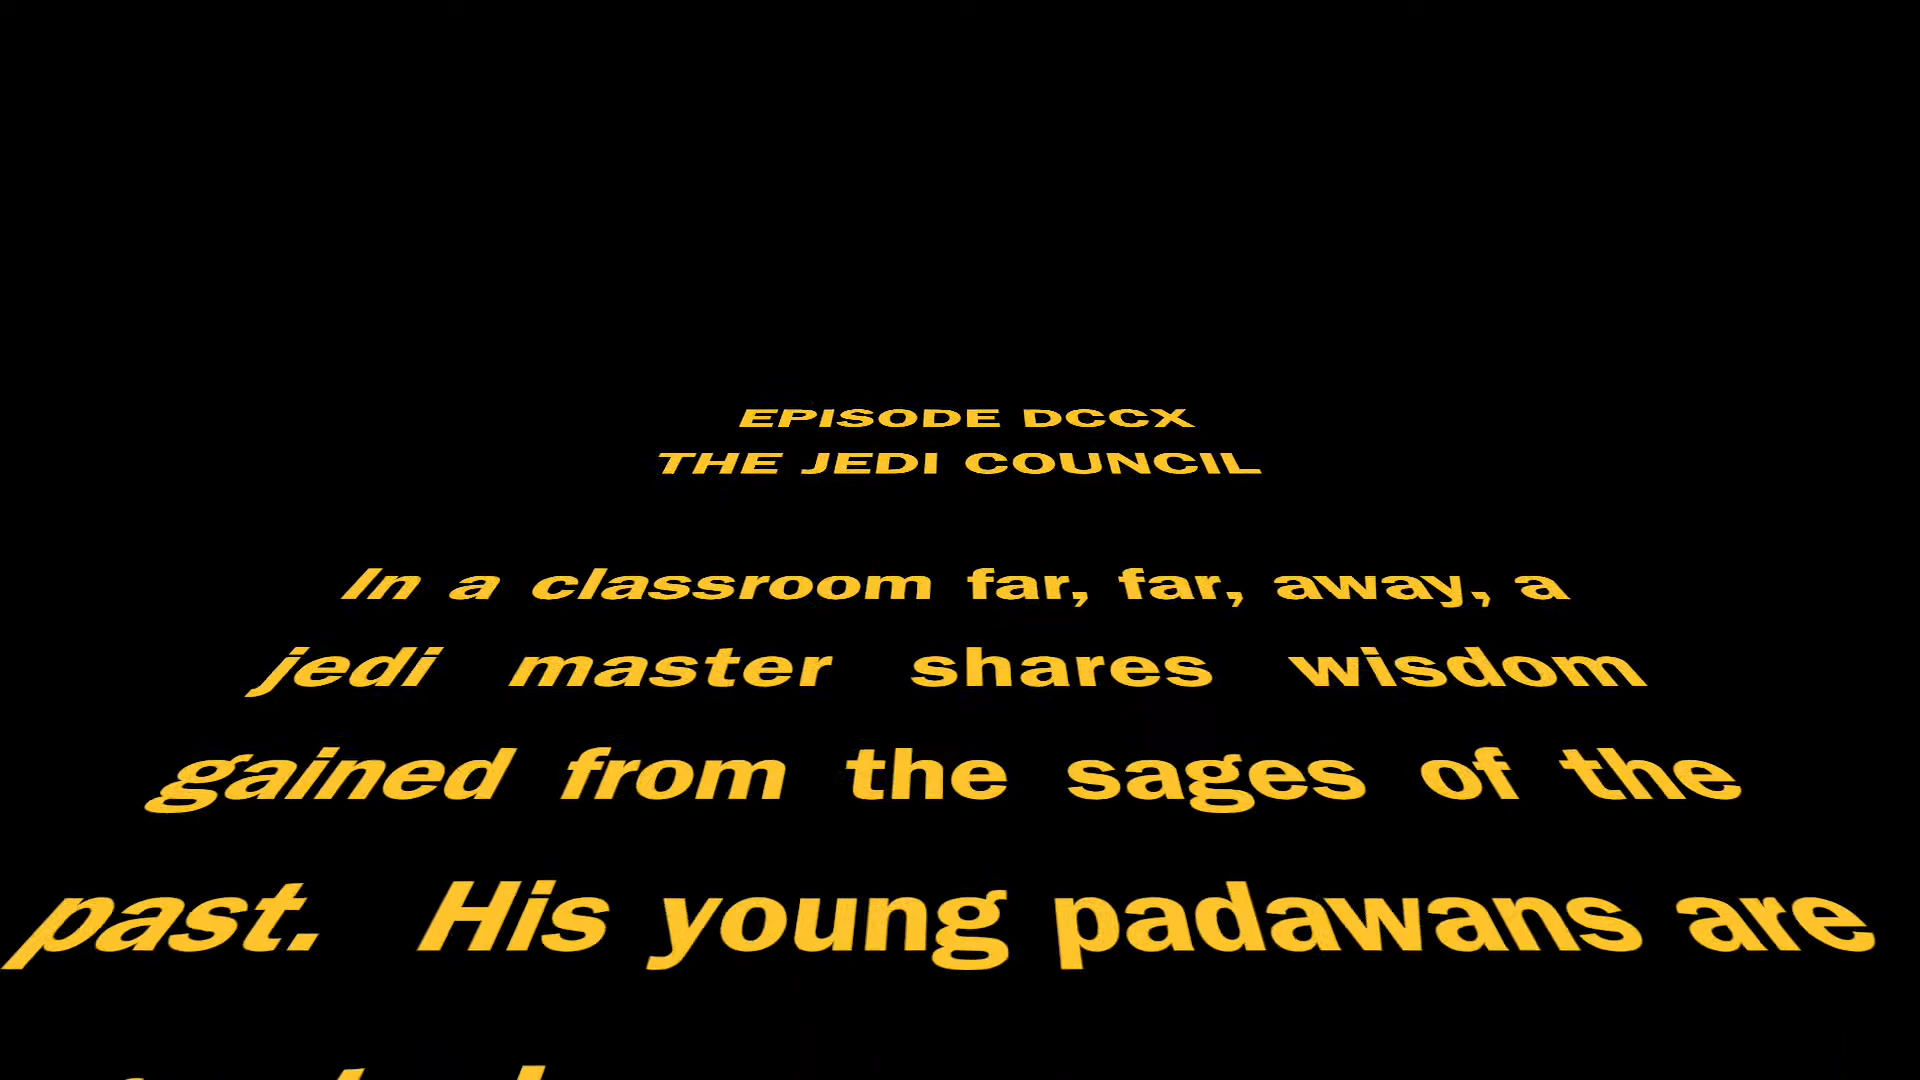 EPISODE DCCX
THE JEDI COUNCIL
In a classroom far, far, away, a
jedi master shares wisdom
gained from the sages of the
past. His young padawans are